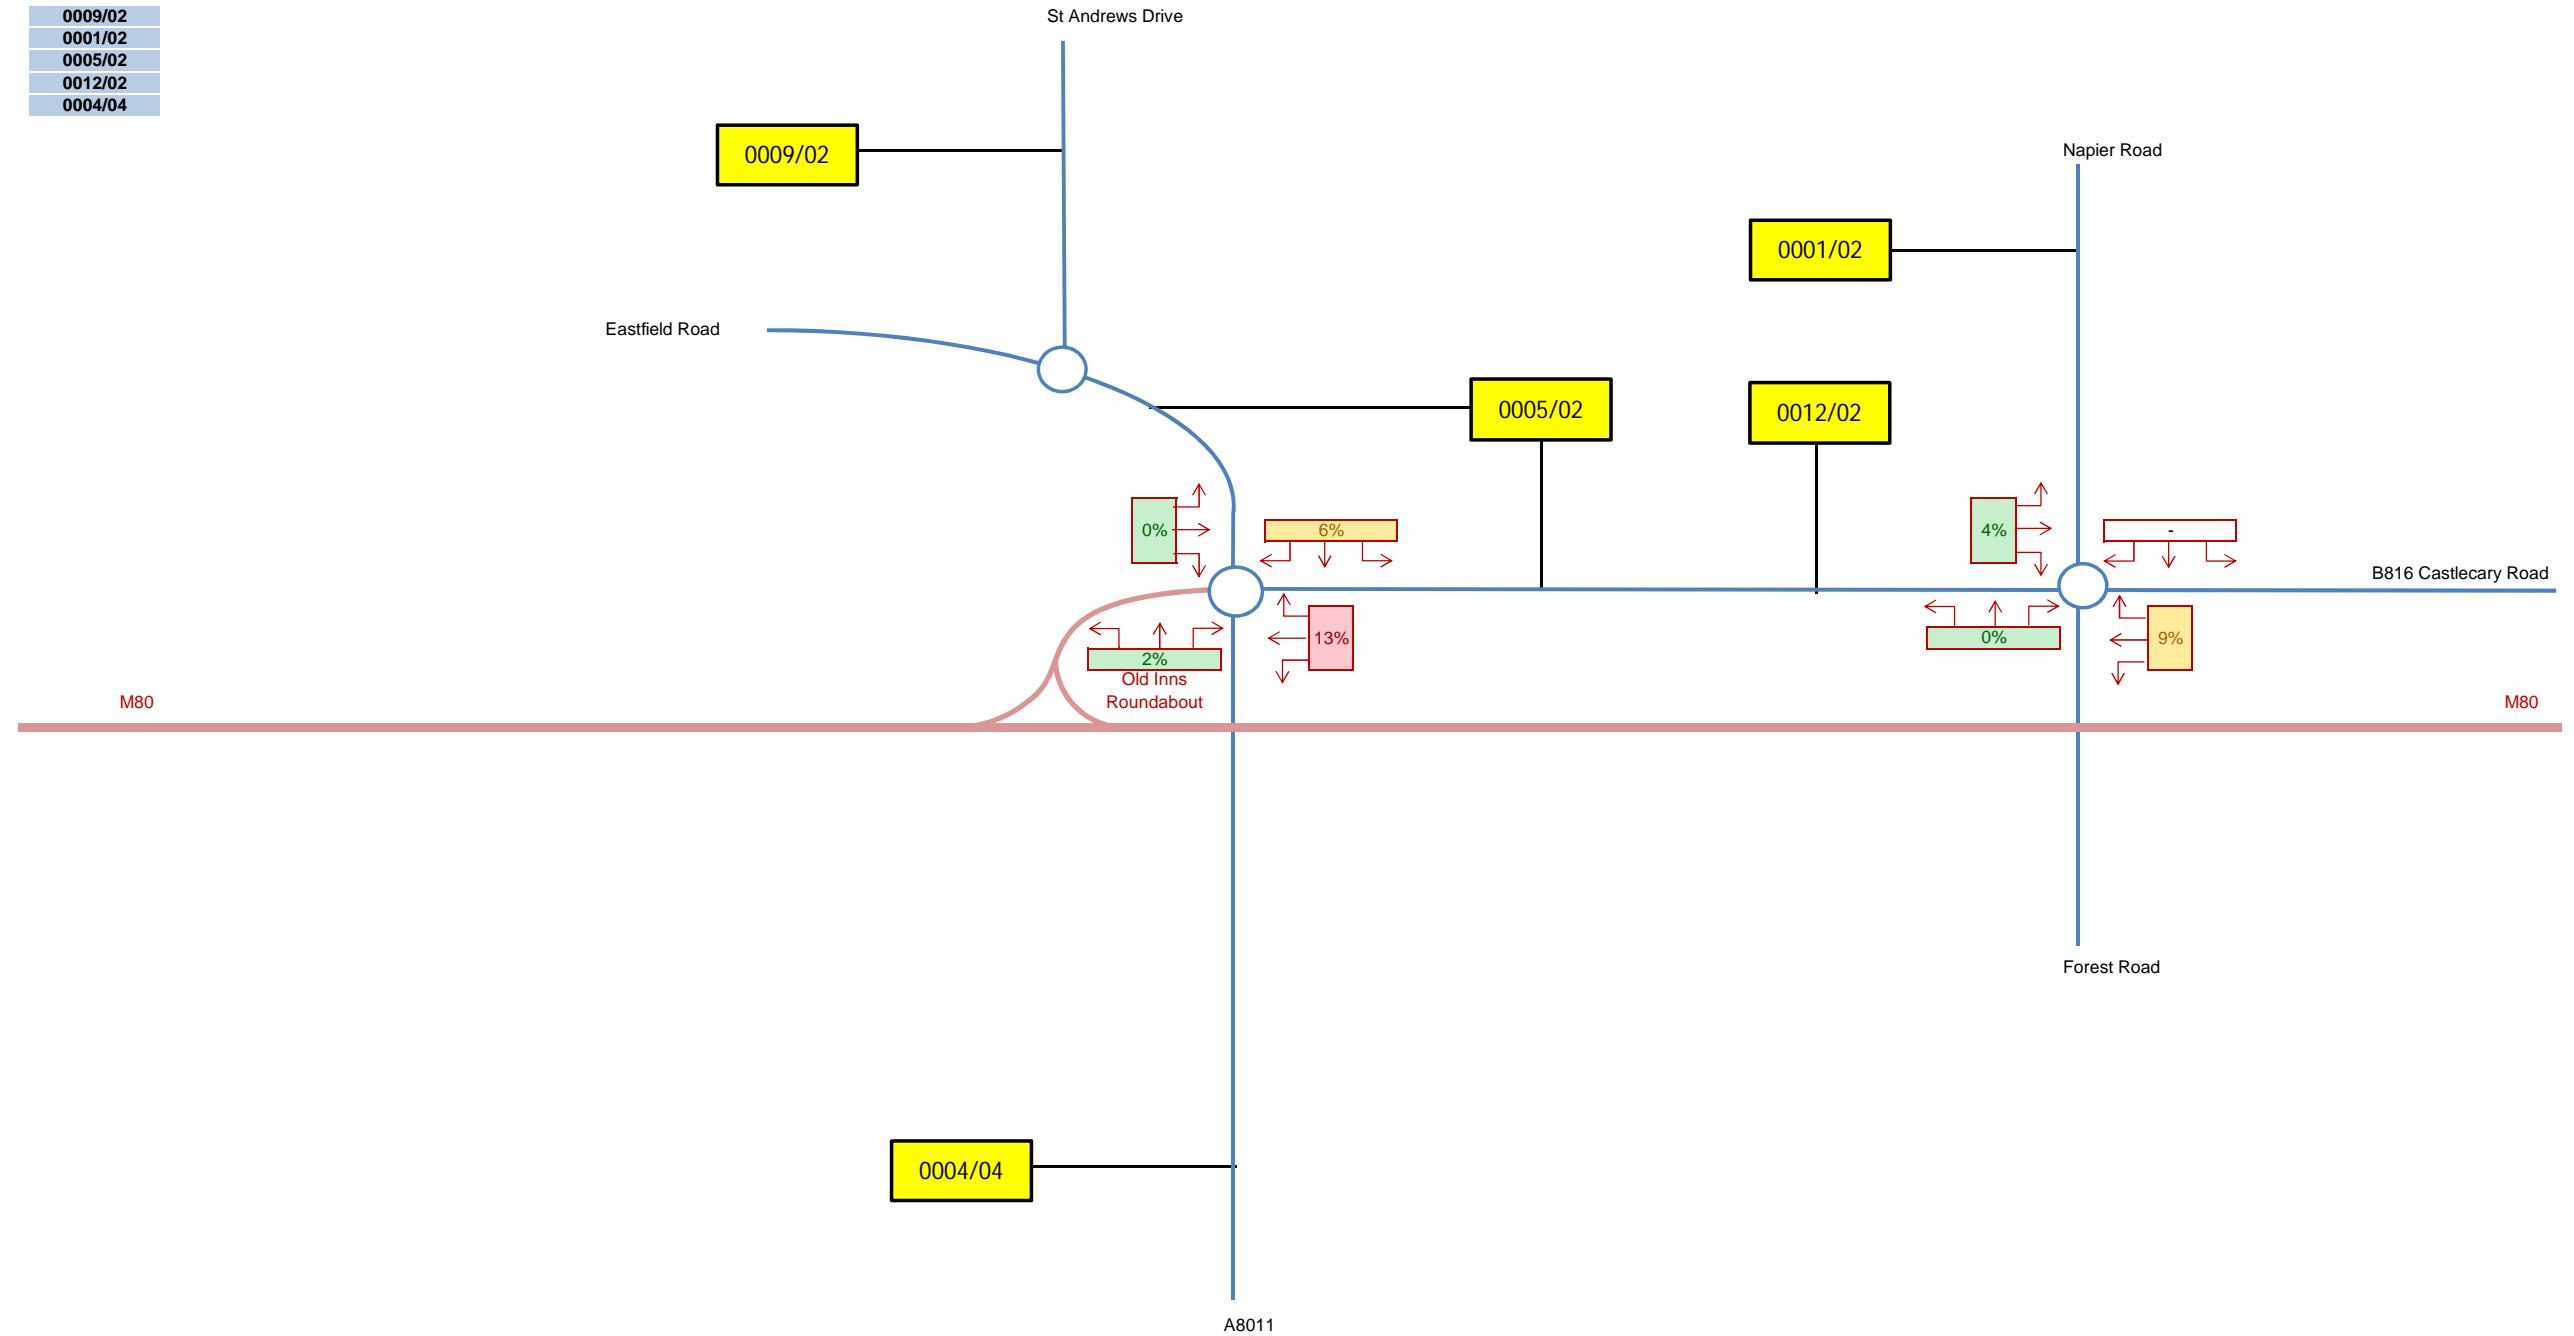 0009/02
0001/02
0005/02
0012/02
0004/04
St Andrews Drive
0009/02
Napier Road
0001/02
Eastfield Road
0005/02
0012/02
0%
6%
4%
-
B816 Castlecary Road
2%
13%
0%
9%
Old Inns
Roundabout
M80
M80
Forest Road
0004/04
A8011